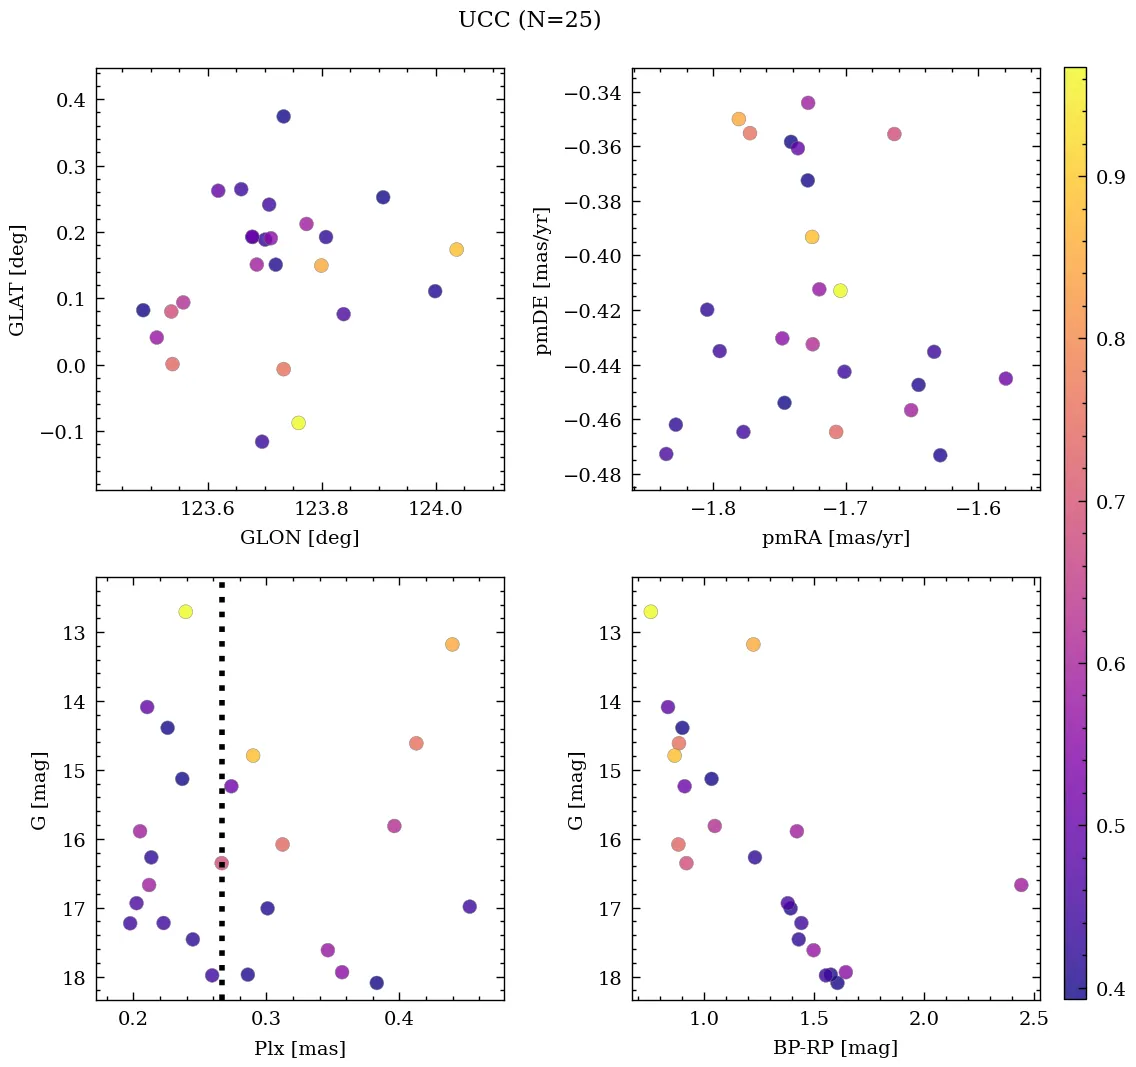 UCC (N=25)
0.4
0.3
0.2
0.1
0.0
−0.1
GLAT [deg]
123.6 123.8 124.0
GLON [deg]
−0.34
−0.36
−0.38
−0.40
−0.42
−0.44
−0.46
−0.48
pmDE [mas/yr]
−1.8 −1.7 −1.6
pmRA [mas/yr]
13
14
15
16
17
18
G [mag]
0.2 0.3 0.4
Plx [mas]
13
14
15
16
17
18
G [mag]
1.0 1.5 2.0 2.5
BP-RP [mag]
0.9
0.8
0.7
0.6
0.5
0.4